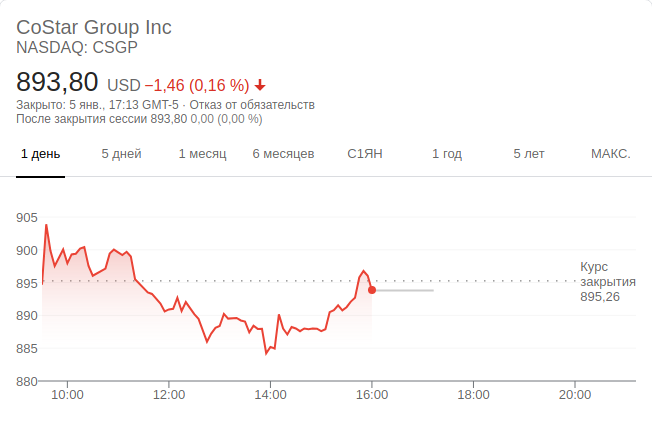 CoStar Group Inc
NASDAQ: CSGP
893,80 USD −1,46 (0,16 %)
Закрыто: 5 янв., 17:13 GMT-5 · Отказ от обязательств
После закрытия сессии 893,80 0,00 (0,00 %)
1 день 5 дней 1 месяц 6 месяцев С1ЯН 1 год 5 лет МАКС.
905
900
895
890
885
880
Курс
закрытия
895,26
10:00 12:00 14:00 16:00 18:00 20:00